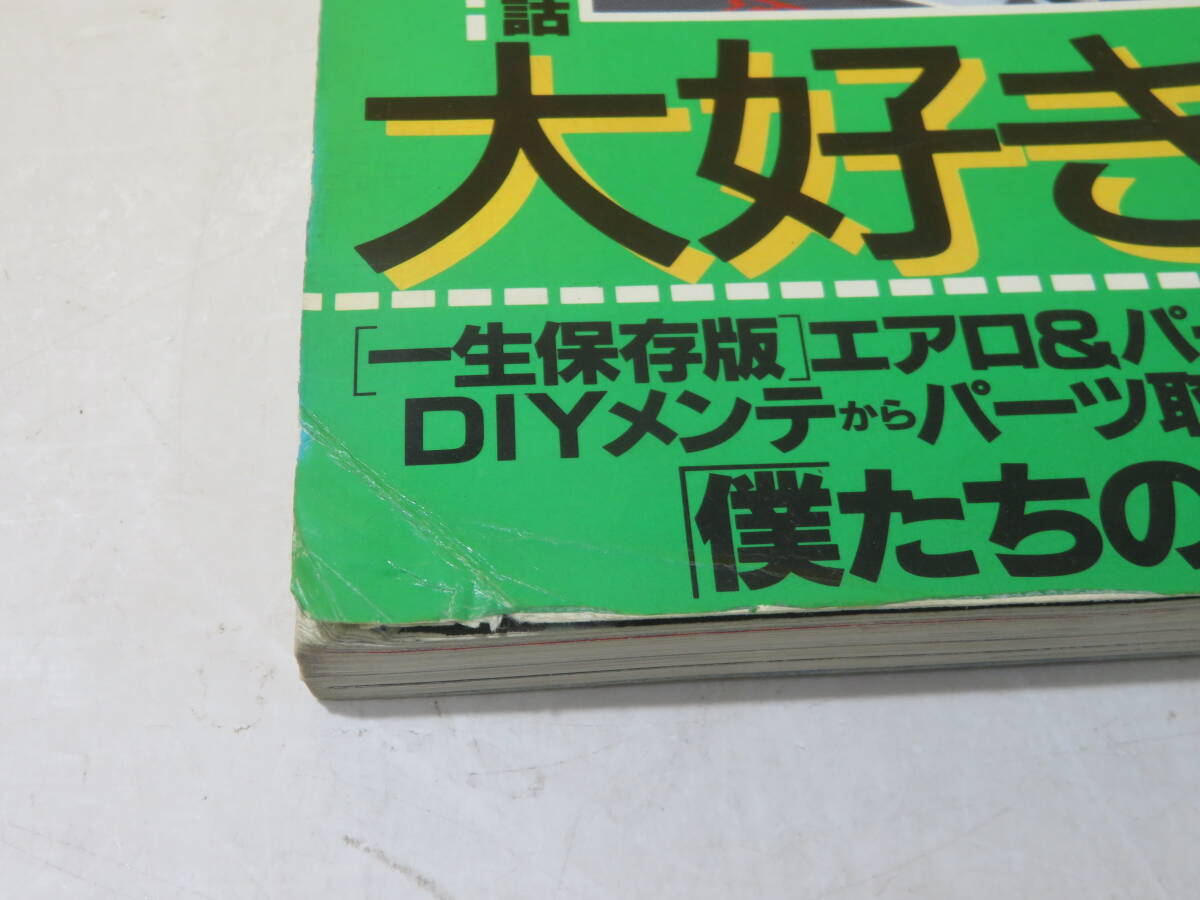 話
大好き
[一生保存版]エアロ&パ
DIYメンテからパーツ取
「僕たちの